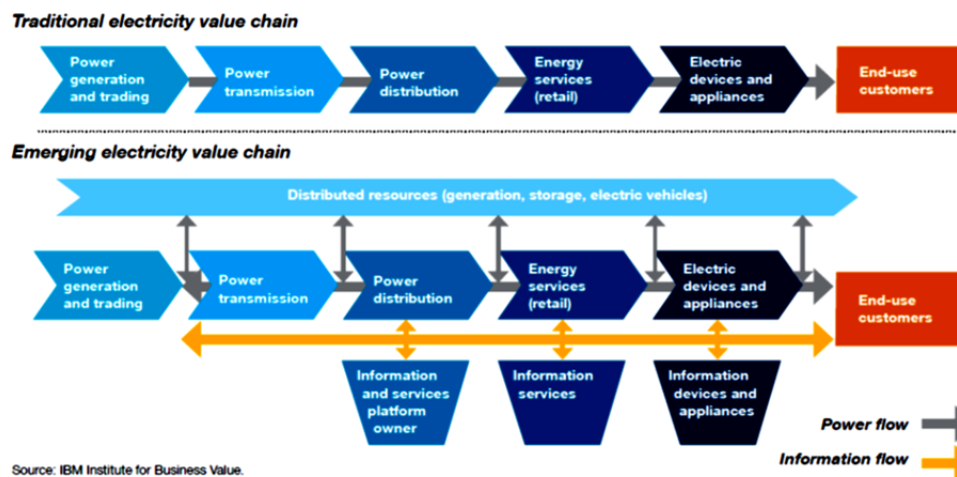 Traditional electricity value chain
Power
generation
and trading
Power
transmission
Power
distribution
Energy
services
(retail)
Electric
devices and
appliances
End-use
customers
Emerging electricity value chain
Distributed resources (generation, storage, electric vehicles)
Power
generation
and trading
Power
transmission
Power
distribution
Energy
services
(retail)
Electric
devices and
appliances
End-use
customers
Information
and services
platform
owner
Information
services
Information
devices and
appliances
Power flow
Information flow
Source: IBM Institute for Business Value.